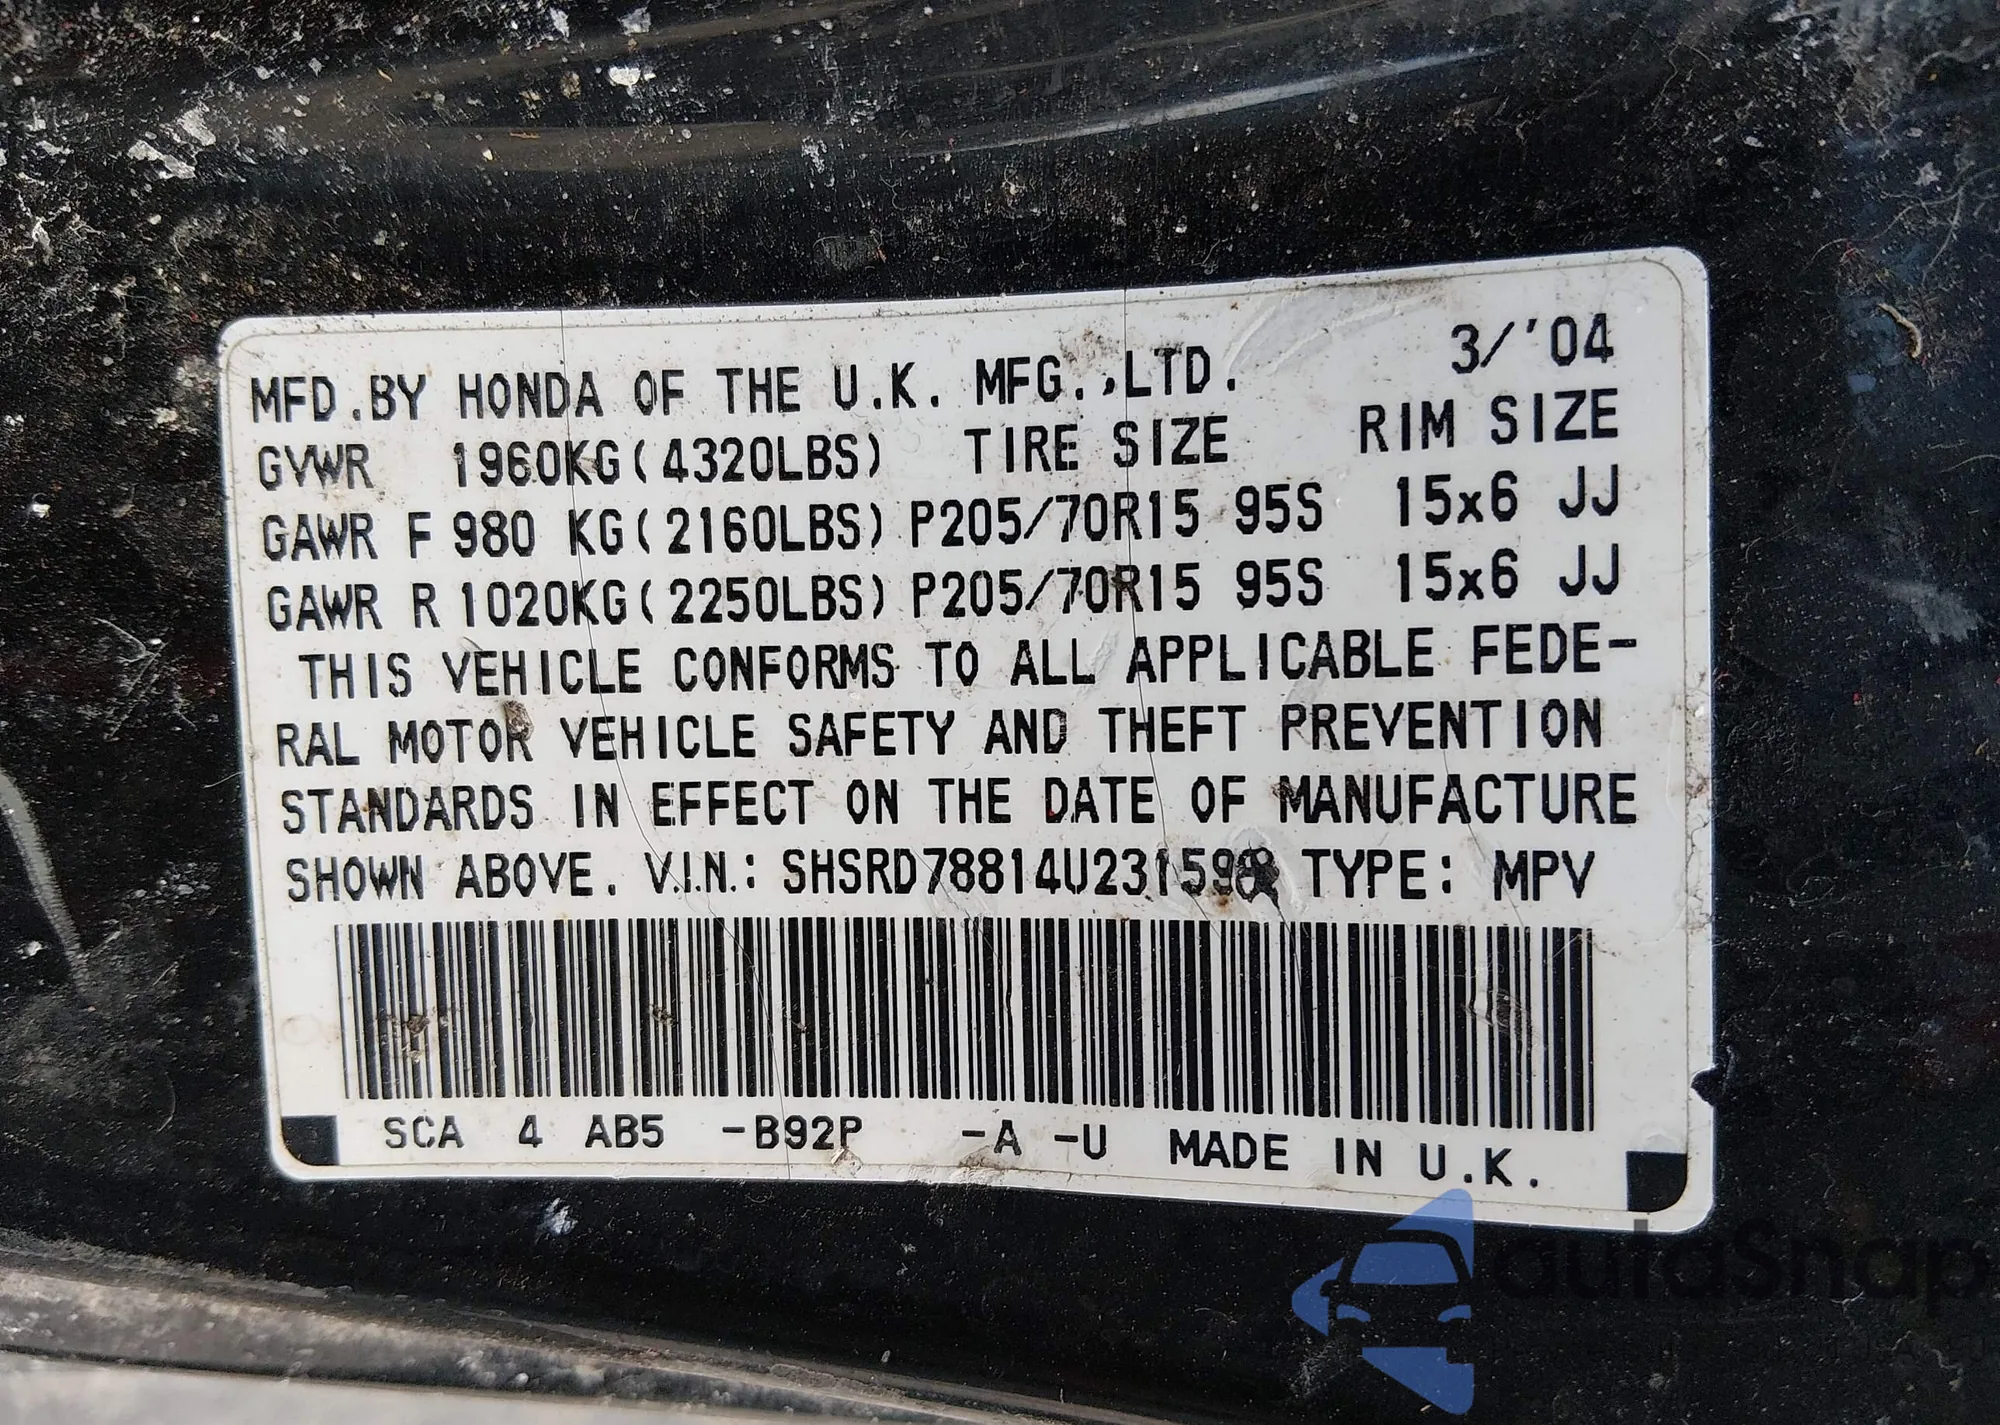 MFD.BY HONDA OF THE U.K. MFG.,LTD. 3/'04
GVWR 1960KG(4320LBS) TIRE SIZE RIM SIZE
GAWR F 980 KG(2160LBS) P205/70R15 95S 15x6 JJ
GAWR R 1020KG(2250LBS) P205/70R15 95S 15x6 JJ
THIS VEHICLE CONFORMS TO ALL APPLICABLE FEDE-
RAL MOTOR VEHICLE SAFETY AND THEFT PREVENTION
STANDARDS IN EFFECT ON THE DATE OF MANUFACTURE
SHOWN ABOVE. V.I.N.: SHSRD78814U231598 TYPE: MPV
SCA 4 AB5 -B92P -A -U MADE IN U.K.
autoSnap